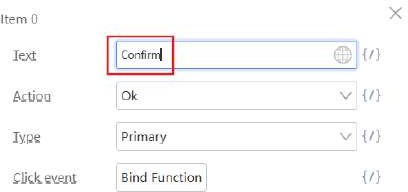 Item 0
Text Confirm {/}
Action Ok {/}
Type Primary {/}
Click event Bind Function {/}